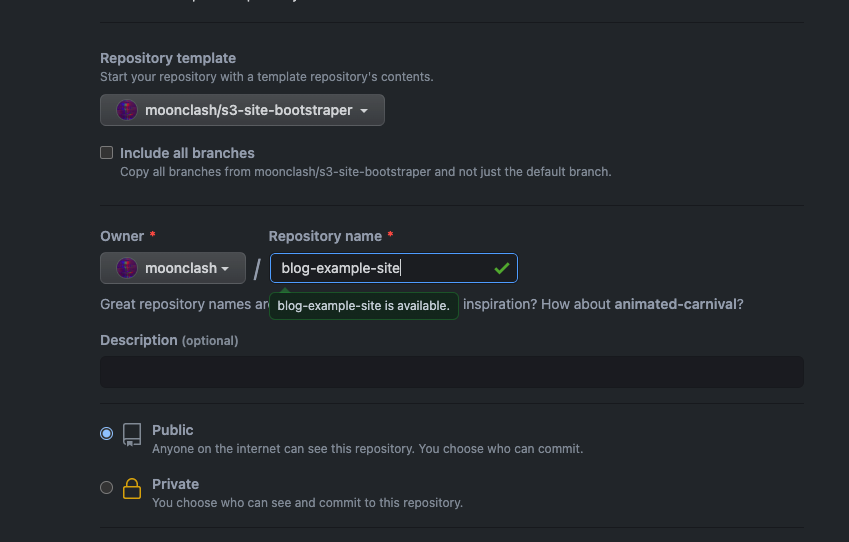 Repository template
Start your repository with a template repository's contents.
moonclash/s3-site-bootstraper
Include all branches
Copy all branches from moonclash/s3-site-bootstraper and not just the default branch.
Owner * Repository name *
moonclash / blog-example-site
Great repository names are inspiration? How about animated-carnival?
blog-example-site is available.
Description (optional)
Public
Anyone on the internet can see this repository. You choose who can commit.
Private
You choose who can see and commit to this repository.